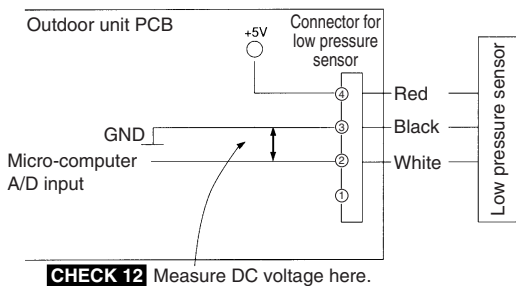 Outdoor unit PCB
+5V
Connector for
low pressure
sensor
④
Red
GND
③
Black
Micro-computer
A/D input
②
White
①
Low pressure sensor
CHECK 12 Measure DC voltage here.